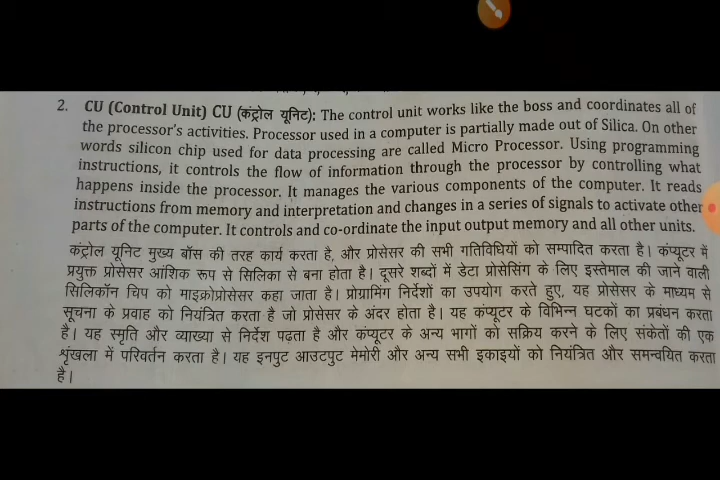 2. CU (Control Unit) CU (कंट्रोल यूनिट): The control unit works like the boss and coordinates all of
the processor's activities. Processor used in a computer is partially made out of Silica. On other
words silicon chip used for data processing are called Micro Processor. Using programming
instructions, it controls the flow of information through the processor by controlling what
happens inside the processor. It manages the various components of the computer. It reads
instructions from memory and interpretation and changes in a series of signals to activate other
parts of the computer. It controls and co-ordinate the input output memory and all other units.
कंट्रोल यूनिट मुख्य बॉस की तरह कार्य करता है, और प्रोसेसर की सभी गतिविधियों को सम्पादित करता है। कंप्यूटर में
प्रयुक्त प्रोसेसर आंशिक रूप से सिलिका से बना होता है। दूसरे शब्दों में डेटा प्रोसेसिंग के लिए इस्तेमाल की जाने वाली
सिलिकॉन चिप को माइक्रोप्रोसेसर कहा जाता है। प्रोग्रामिंग निर्देशों का उपयोग करते हुए, यह प्रोसेसर के माध्यम से
सूचना के प्रवाह को नियंत्रित करता है जो प्रोसेसर के अंदर होता है। यह कंप्यूटर के विभिन्न घटकों का प्रबंधन करता
है। यह स्मृति और व्याख्या से निर्देश पढ़ता है और कंप्यूटर के अन्य भागों को सक्रिय करने के लिए संकेतों की एक
श्रृंखला में परिवर्तन करता है। यह इनपुट आउटपुट मेमोरी और अन्य सभी इकाइयों को नियंत्रित और समन्वयित करता
है।